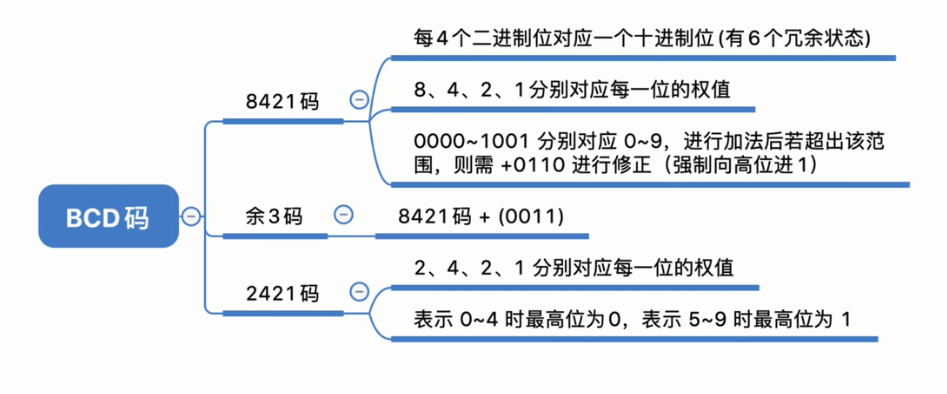 每4个二进制位对应一个十进制位(有6个冗余状态)
8421码
8、4、2、1分别对应每一位的权值
0000~1001 分别对应 0~9，进行加法后若超出该范
围，则需 +0110 进行修正（强制向高位进1）
BCD码
余3码
8421码 + (0011)
2421码
2、4、2、1 分别对应每一位的权值
表示 0~4 时最高位为0，表示 5~9 时最高位为 1